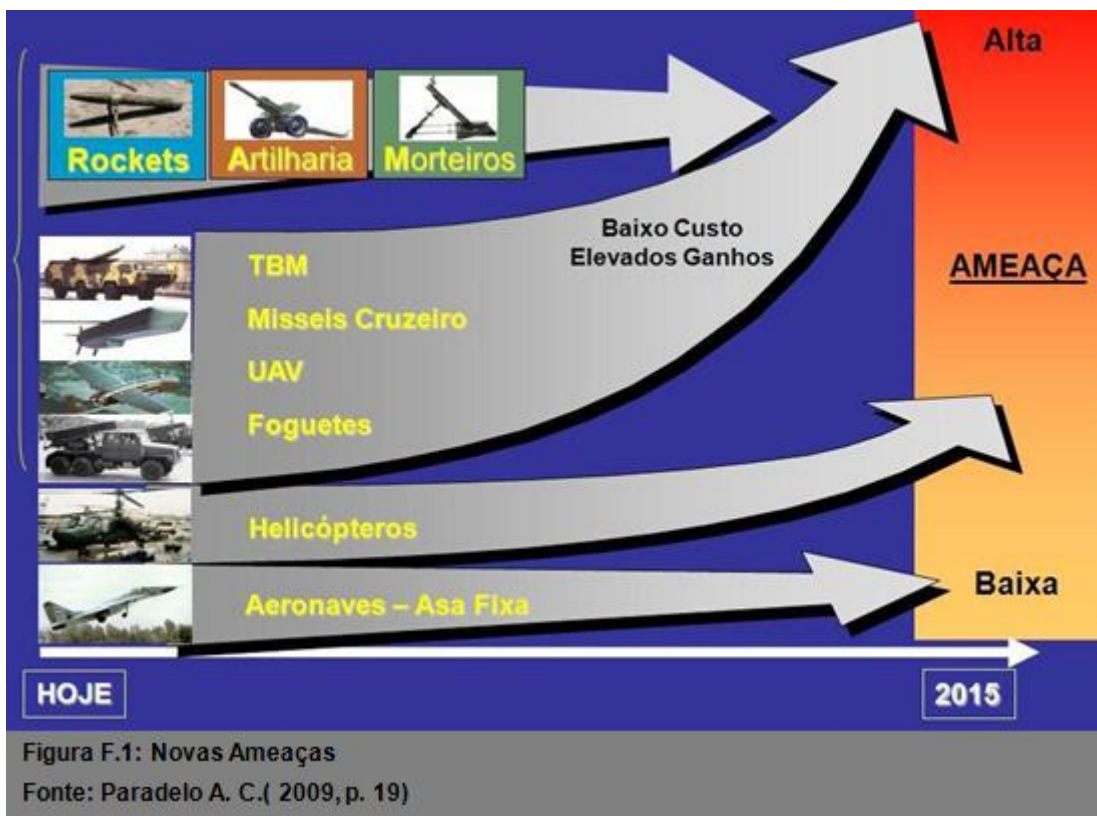 Rockets
Artilharia
Morteiros
Alta
TBM
Misseis Cruzeiro
UAV
Foguetes
Baixo Custo
Elevados Ganhos
AMEAÇA
Helicópteros
Aeronaves – Asa Fixa
Baixa
HOJE
2015
Figura F.1: Novas Ameaças
Fonte: Paradelo A. C.( 2009, p. 19)